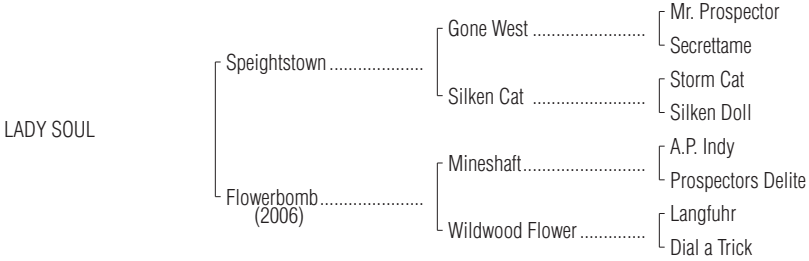 Mr. Prospector
Gone West ........................
Secrettame
Speightstown ....................
Storm Cat
Silken Cat ........................
Silken Doll
LADY SOUL
A.P. Indy
Mineshaft..........................
Prospectors Delite
Flowerbomb......................
(2006)
Langfuhr
Wildwood Flower ..............
Dial a Trick